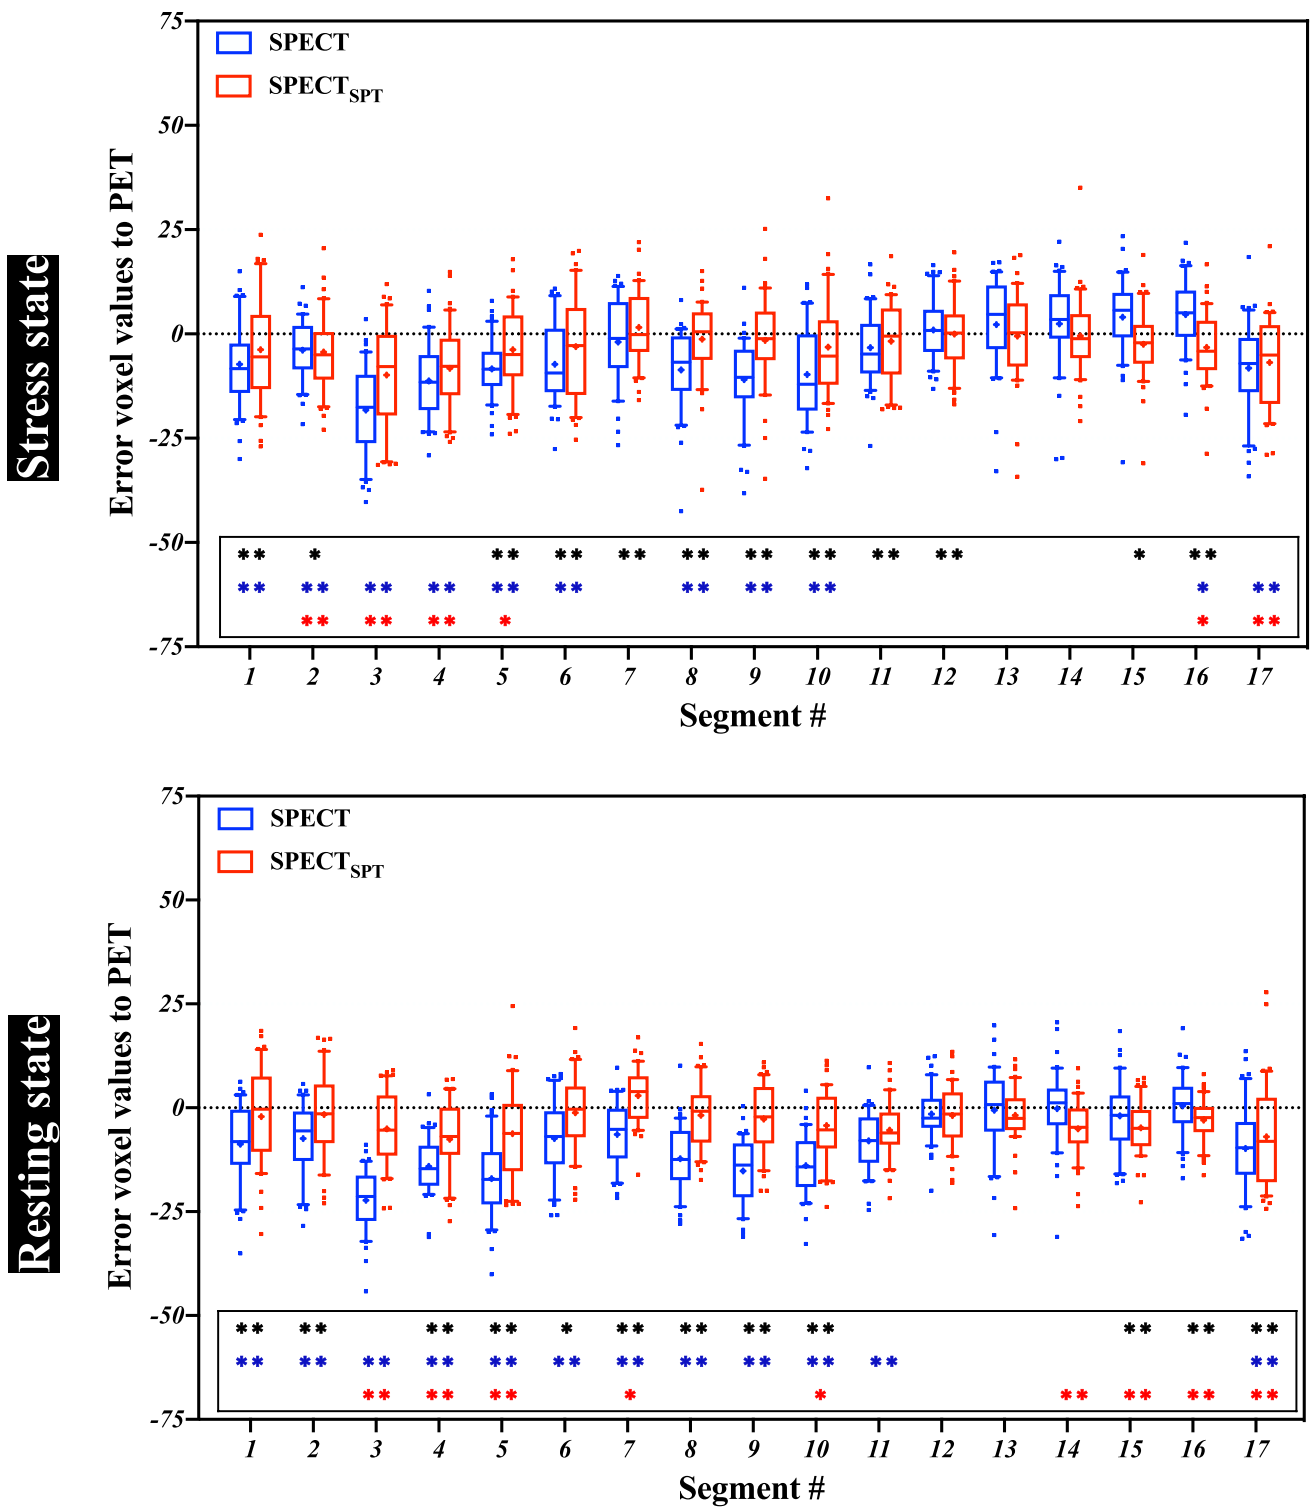 75
SPECT
SPECT_SPT
50
25
0
-25
-50
-75
Error voxel values to PET
Stress state
** * ** ** ** ** ** ** ** ** * **
** ** ** ** ** ** ** ** ** * **
** ** ** * * **
1 2 3 4 5 6 7 8 9 10 11 12 13 14 15 16 17
Segment #
75
SPECT
SPECT_SPT
50
25
0
-25
-50
-75
Error voxel values to PET
Resting state
** ** ** ** * ** ** ** ** ** ** **
** ** ** ** ** ** ** ** ** ** ** **
** ** ** * * ** ** ** **
1 2 3 4 5 6 7 8 9 10 11 12 13 14 15 16 17
Segment #